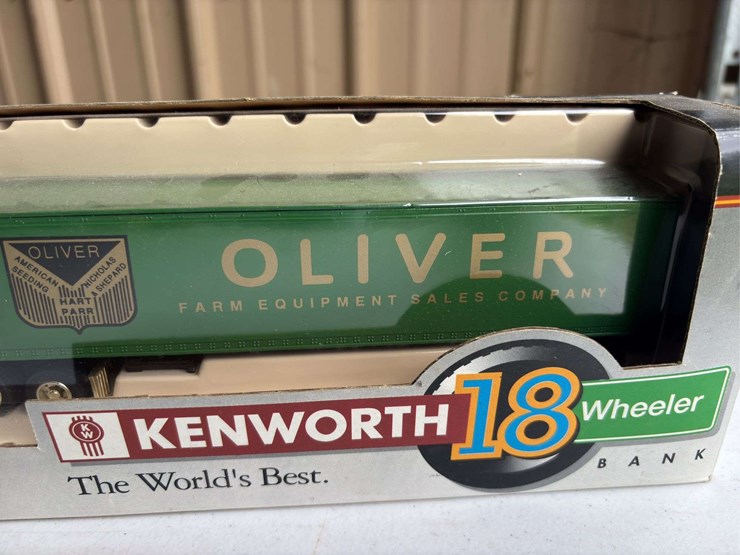 OLIVER
AMERICAN SEEDING
NICHOLS & SHEPARD
HART PARR
OLIVER
FARM EQUIPMENT SALES COMPANY
KW
KENWORTH
18
Wheeler
BANK
The World's Best.